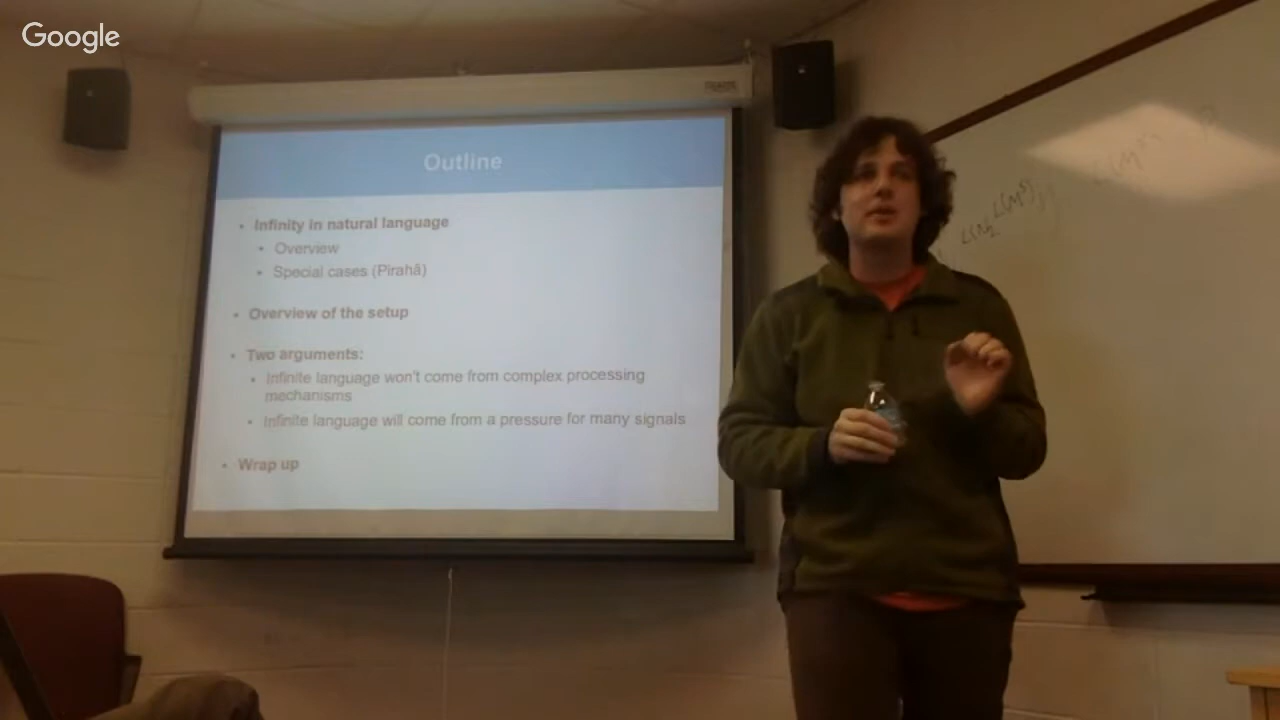 Google
Outline
• Infinity in natural language
• Overview
• Special cases (Pirahã)
• Overview of the setup
• Two arguments:
• Infinite language won't come from complex processing
mechanisms
• Infinite language will come from a pressure for many signals
• Wrap up